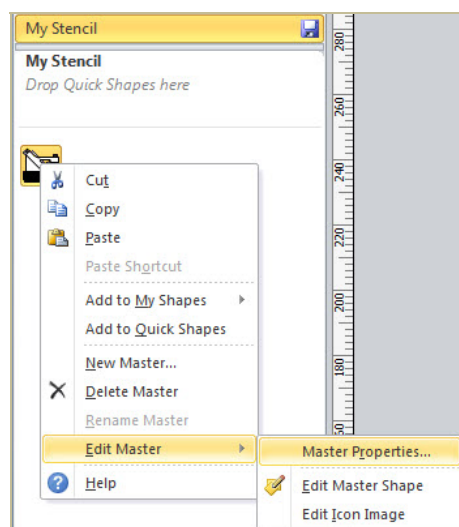 My Stencil
My Stencil
Drop Quick Shapes here
Cut
Copy
Paste
Paste Shortcut
Add to My Shapes
Add to Quick Shapes
New Master...
Delete Master
Rename Master
Edit Master
Help
Master Properties...
Edit Master Shape
Edit Icon Image
280
260
240
220
200
180